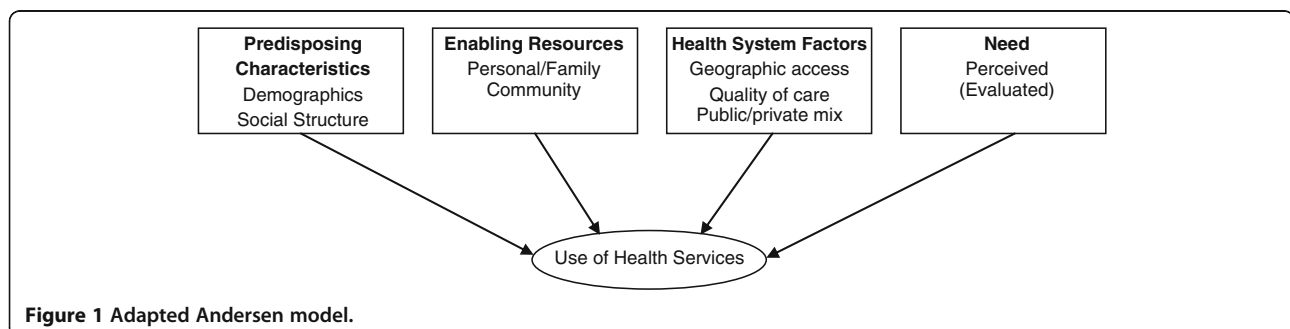 Predisposing
Characteristics
Demographics
Social Structure
Enabling Resources
Personal/Family
Community
Health System Factors
Geographic access
Quality of care
Public/private mix
Need
Perceived
(Evaluated)
Use of Health Services
Figure 1 Adapted Andersen model.